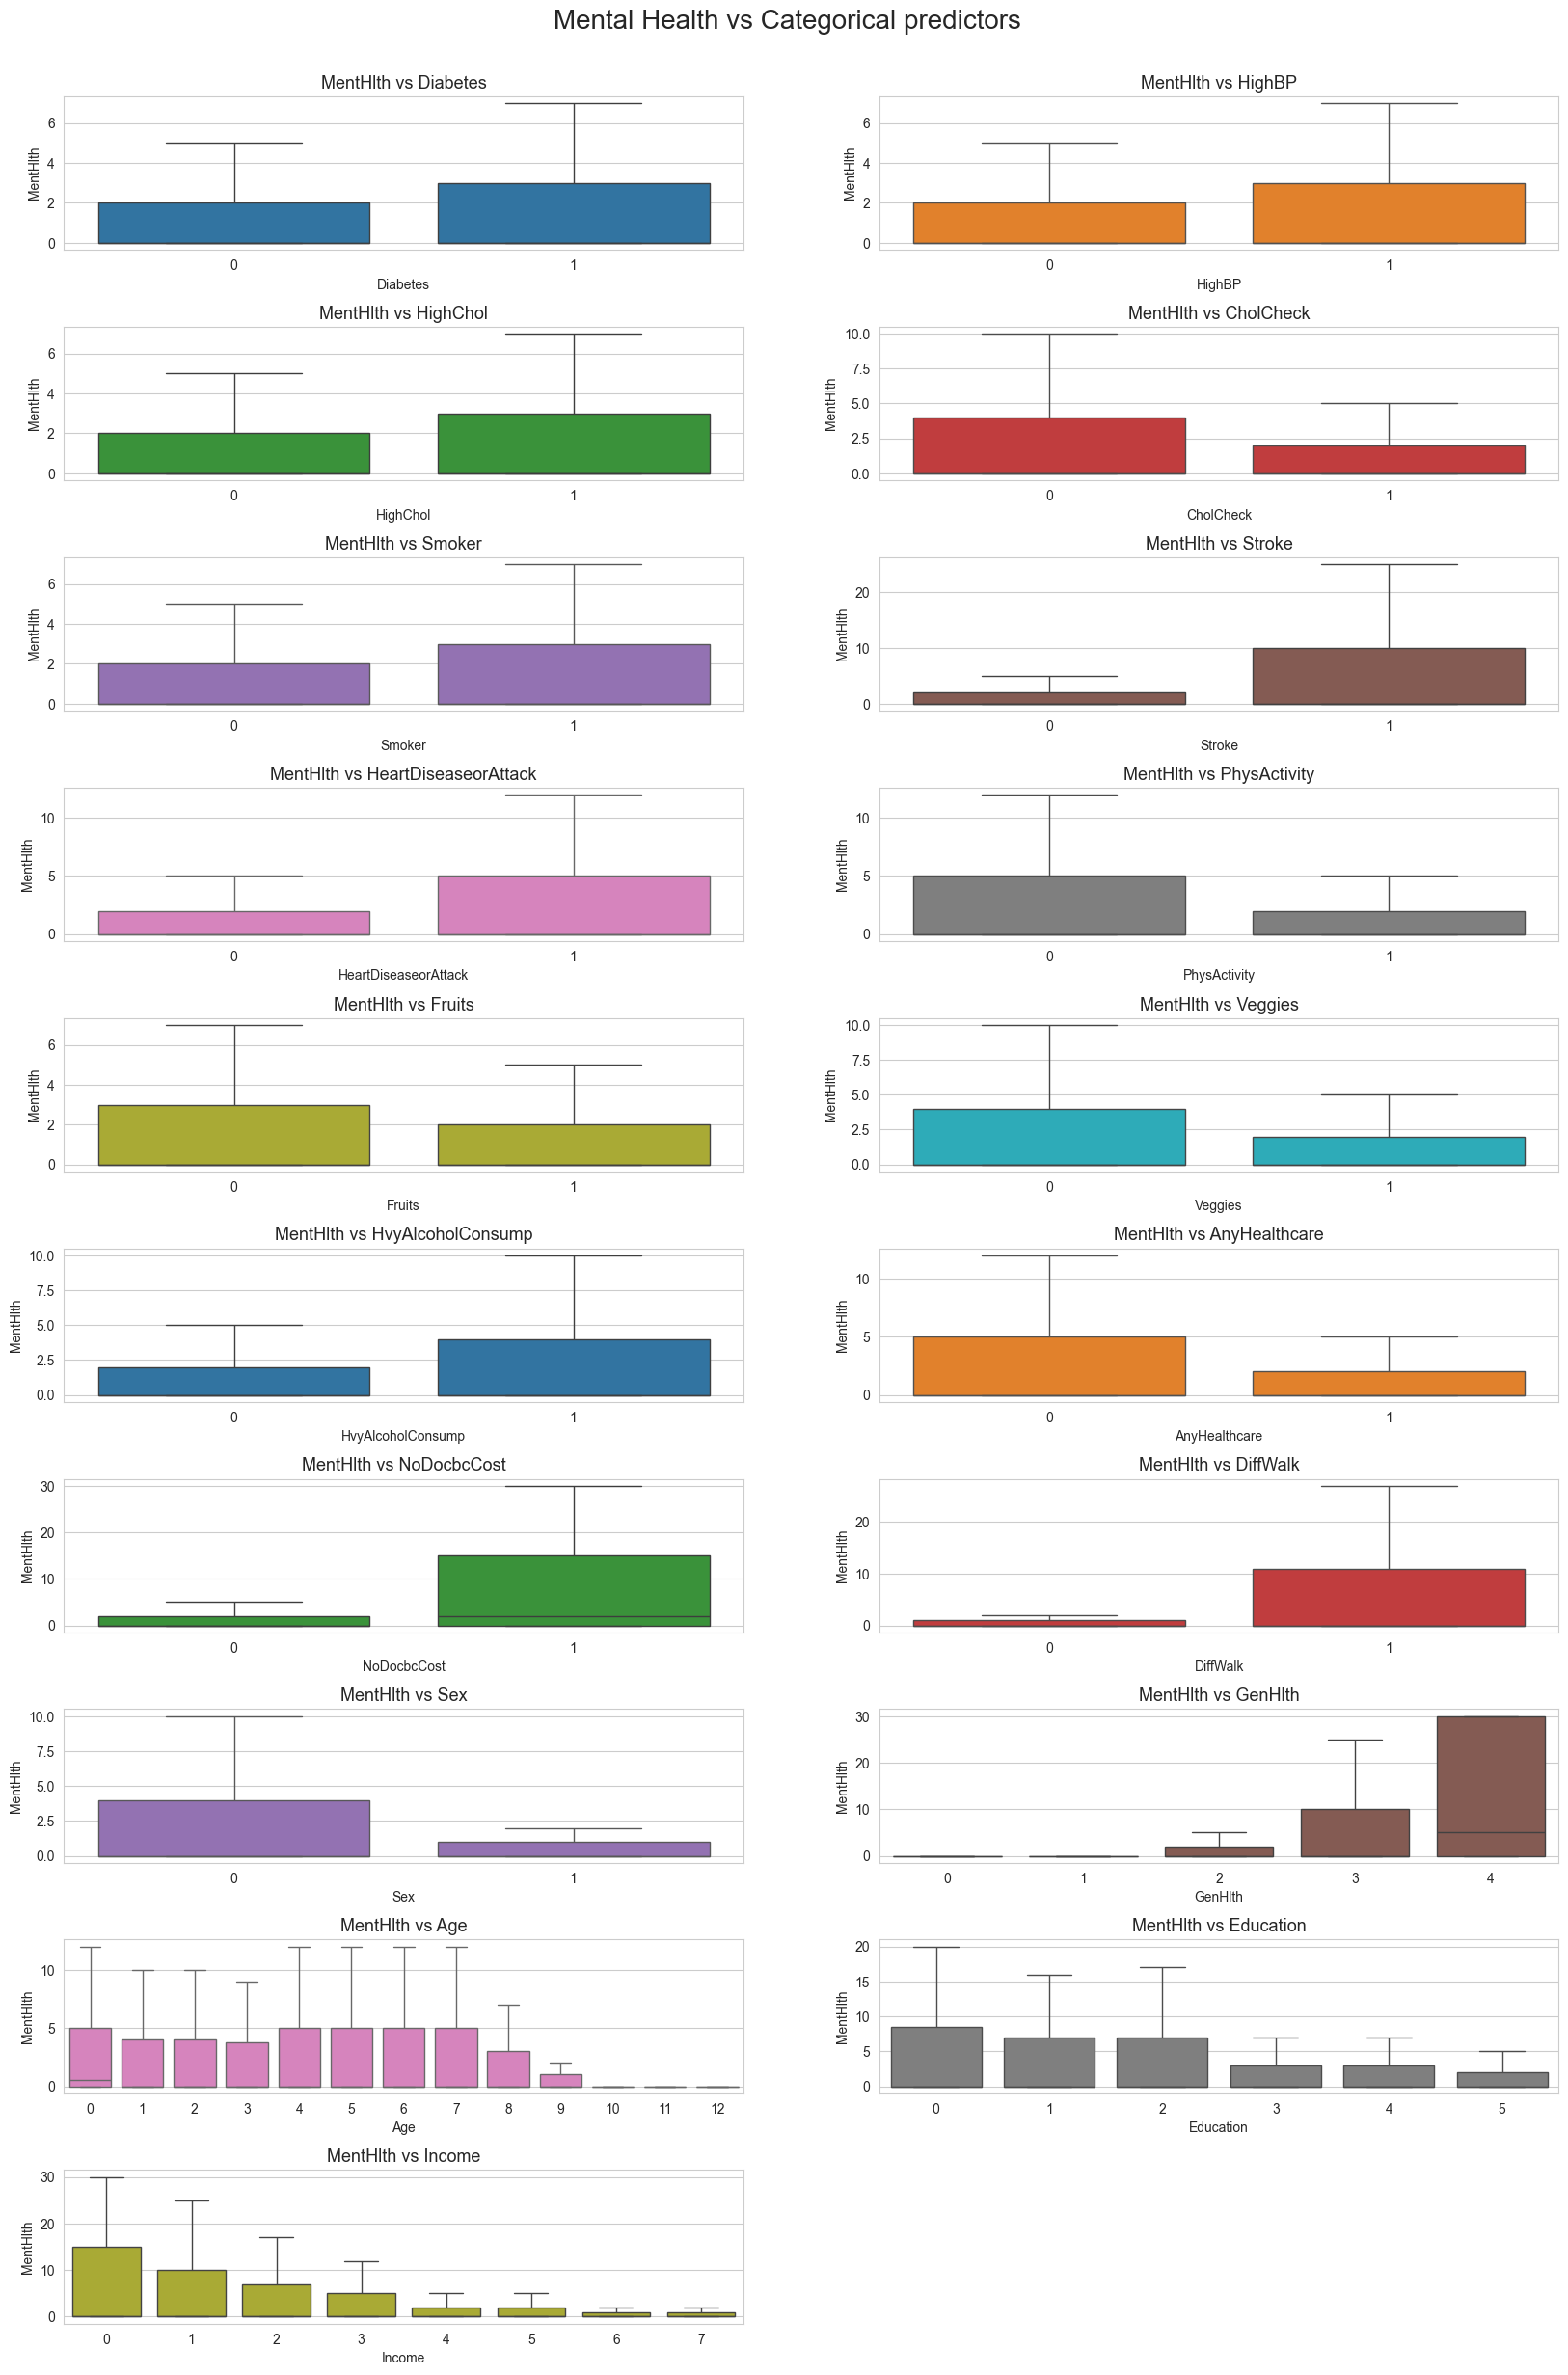 Mental Health vs Categorical predictors
MentHlth vs Diabetes
MentHlth
6
4
2
0
0 1
Diabetes
MentHlth vs HighBP
MentHlth
6
4
2
0
0 1
HighBP
MentHlth vs HighChol
MentHlth
6
4
2
0
0 1
HighChol
MentHlth vs CholCheck
MentHlth
10.0
7.5
5.0
2.5
0.0
0 1
CholCheck
MentHlth vs Smoker
MentHlth
6
4
2
0
0 1
Smoker
MentHlth vs Stroke
MentHlth
20
10
0
0 1
Stroke
MentHlth vs HeartDiseaseorAttack
MentHlth
10
5
0
0 1
HeartDiseaseorAttack
MentHlth vs PhysActivity
MentHlth
10
5
0
0 1
PhysActivity
MentHlth vs Fruits
MentHlth
6
4
2
0
0 1
Fruits
MentHlth vs Veggies
MentHlth
10.0
7.5
5.0
2.5
0.0
0 1
Veggies
MentHlth vs HvyAlcoholConsump
MentHlth
10.0
7.5
5.0
2.5
0.0
0 1
HvyAlcoholConsump
MentHlth vs AnyHealthcare
MentHlth
10
5
0
0 1
AnyHealthcare
MentHlth vs NoDocbcCost
MentHlth
30
20
10
0
0 1
NoDocbcCost
MentHlth vs DiffWalk
MentHlth
20
10
0
0 1
DiffWalk
MentHlth vs Sex
MentHlth
10.0
7.5
5.0
2.5
0.0
0 1
Sex
MentHlth vs GenHlth
MentHlth
30
20
10
0
0 1 2 3 4
GenHlth
MentHlth vs Age
MentHlth
10
5
0
0 1 2 3 4 5 6 7 8 9 10 11 12
Age
MentHlth vs Education
MentHlth
20
15
10
5
0
0 1 2 3 4 5
Education
MentHlth vs Income
MentHlth
30
20
10
0
0 1 2 3 4 5 6 7
Income